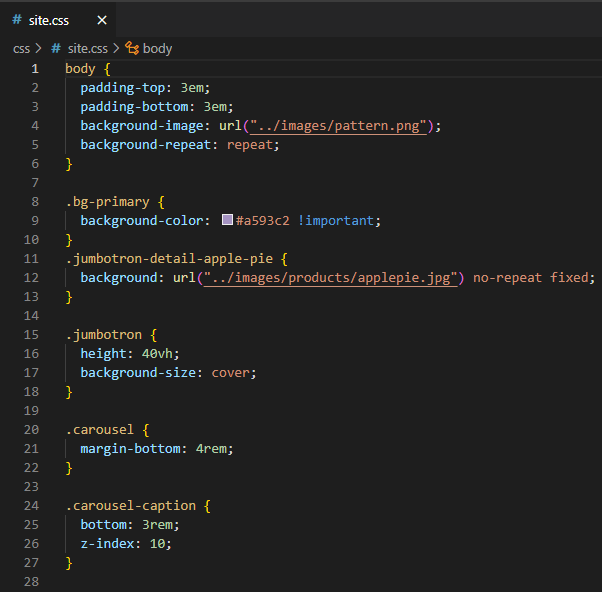 # site.css ✕
css > # site.css > body
1 body {
2   padding-top: 3em;
3   padding-bottom: 3em;
4   background-image: url("../images/pattern.png");
5   background-repeat: repeat;
6 }
7
8 .bg-primary {
9   background-color: #a593c2 !important;
10 }
11 .jumbotron-detail-apple-pie {
12   background: url("../images/products/applepie.jpg") no-repeat fixed;
13 }
14
15 .jumbotron {
16   height: 40vh;
17   background-size: cover;
18 }
19
20 .carousel {
21   margin-bottom: 4rem;
22 }
23
24 .carousel-caption {
25   bottom: 3rem;
26   z-index: 10;
27 }
28